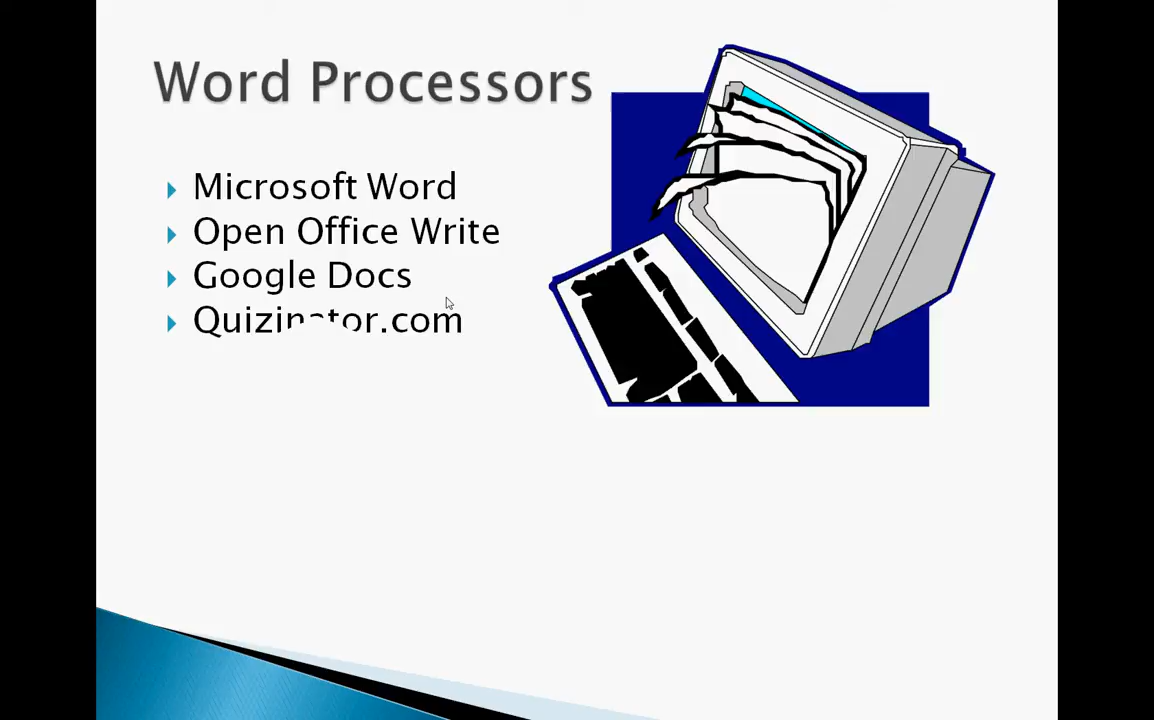 Word Processors
Microsoft Word
Open Office Write
Google Docs
Quizinator.com